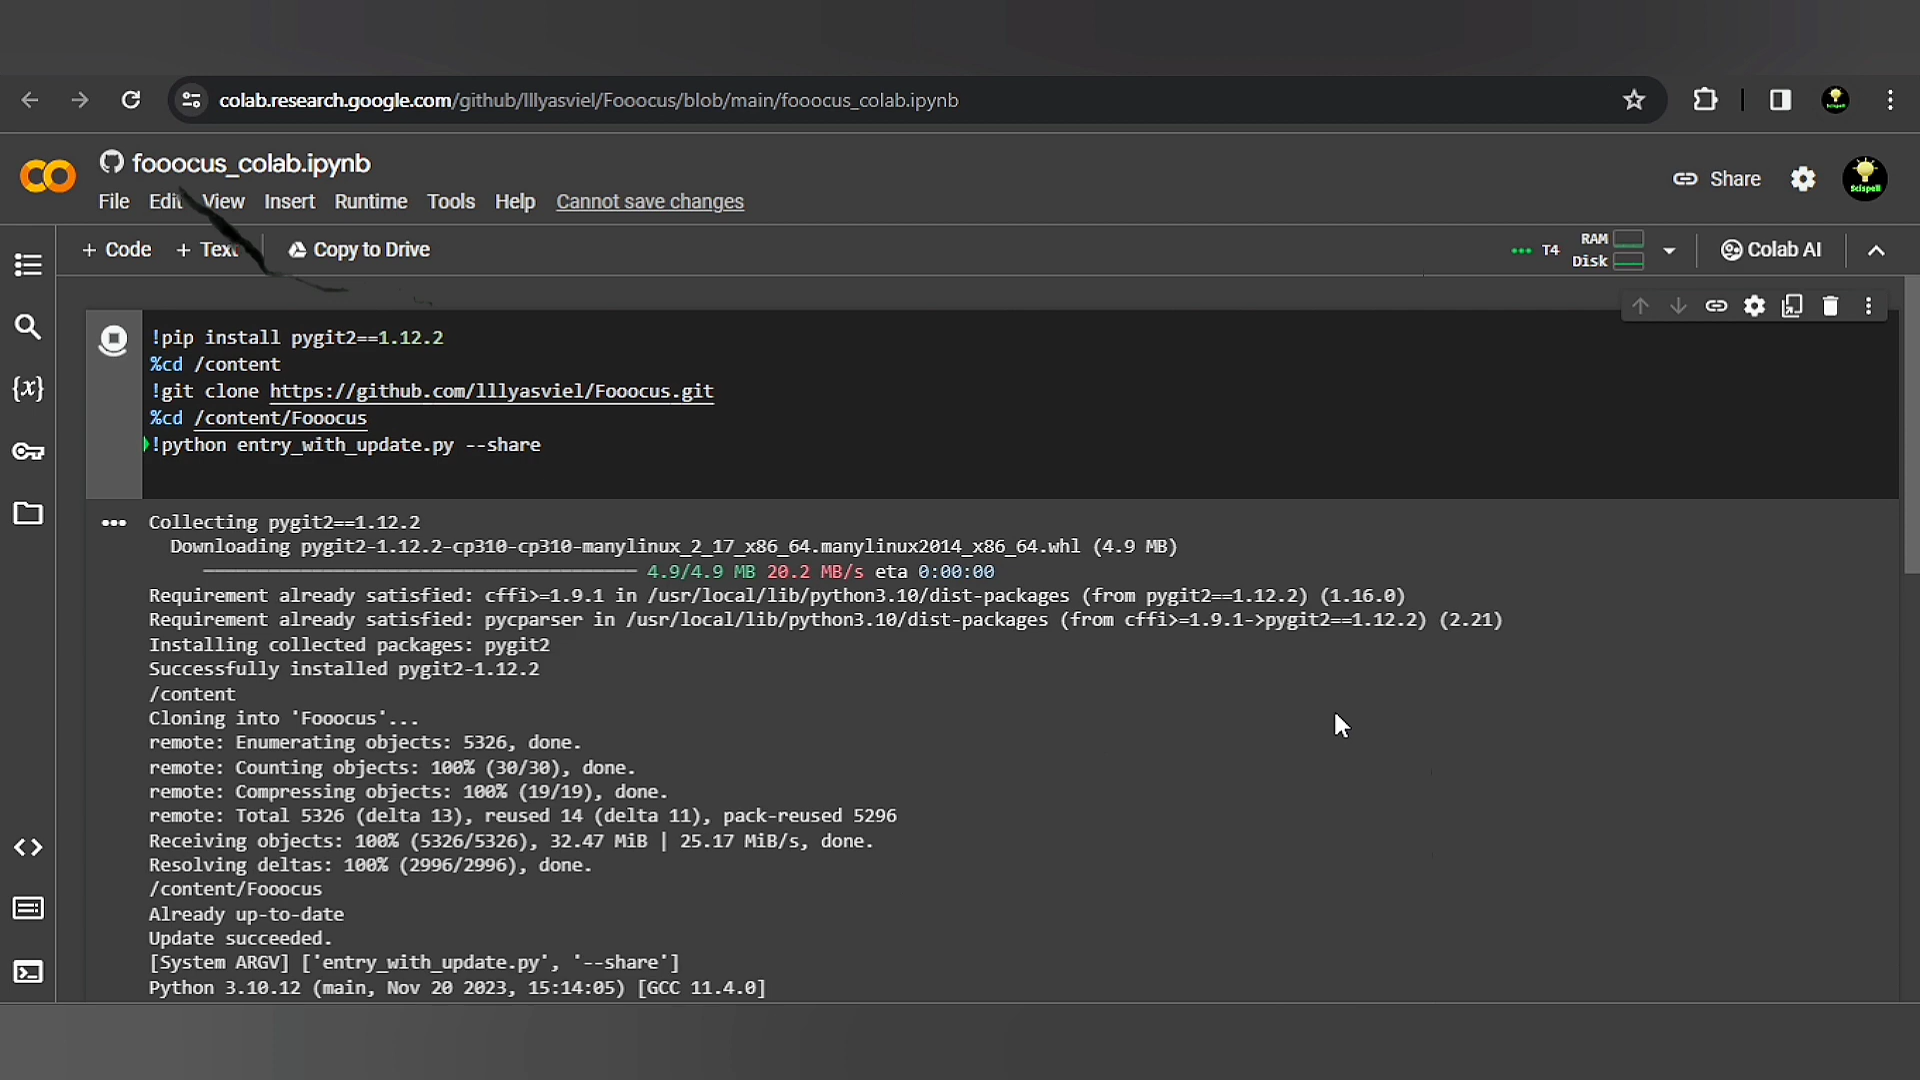 colab.research.google.com/github/lllyasviel/Fooocus/blob/main/fooocus_colab.ipynb
fooocus_colab.ipynb
File Edit View Insert Runtime Tools Help Cannot save changes
Share
Scispell
+ Code + Text Copy to Drive
T4 RAM Disk
Colab AI
!pip install pygit2==1.12.2
%cd /content
!git clone https://github.com/lllyasviel/Fooocus.git
%cd /content/Fooocus
!python entry_with_update.py --share
Collecting pygit2==1.12.2
Downloading pygit2-1.12.2-cp310-cp310-manylinux_2_17_x86_64.manylinux2014_x86_64.whl (4.9 MB)
4.9/4.9 MB 20.2 MB/s eta 0:00:00
Requirement already satisfied: cffi>=1.9.1 in /usr/local/lib/python3.10/dist-packages (from pygit2==1.12.2) (1.16.0)
Requirement already satisfied: pycparser in /usr/local/lib/python3.10/dist-packages (from cffi>=1.9.1->pygit2==1.12.2) (2.21)
Installing collected packages: pygit2
Successfully installed pygit2-1.12.2
/content
Cloning into 'Fooocus'...
remote: Enumerating objects: 5326, done.
remote: Counting objects: 100% (30/30), done.
remote: Compressing objects: 100% (19/19), done.
remote: Total 5326 (delta 13), reused 14 (delta 11), pack-reused 5296
Receiving objects: 100% (5326/5326), 32.47 MiB | 25.17 MiB/s, done.
Resolving deltas: 100% (2996/2996), done.
/content/Fooocus
Already up-to-date
Update succeeded.
[System ARGV] ['entry_with_update.py', '--share']
Python 3.10.12 (main, Nov 20 2023, 15:14:05) [GCC 11.4.0]